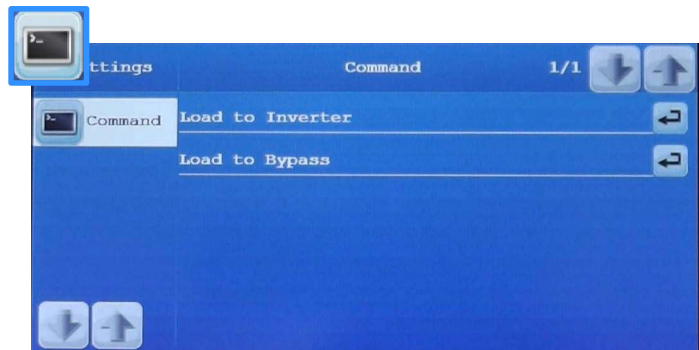 ttings
Command
1/1
Command
Load to Inverter
Load to Bypass